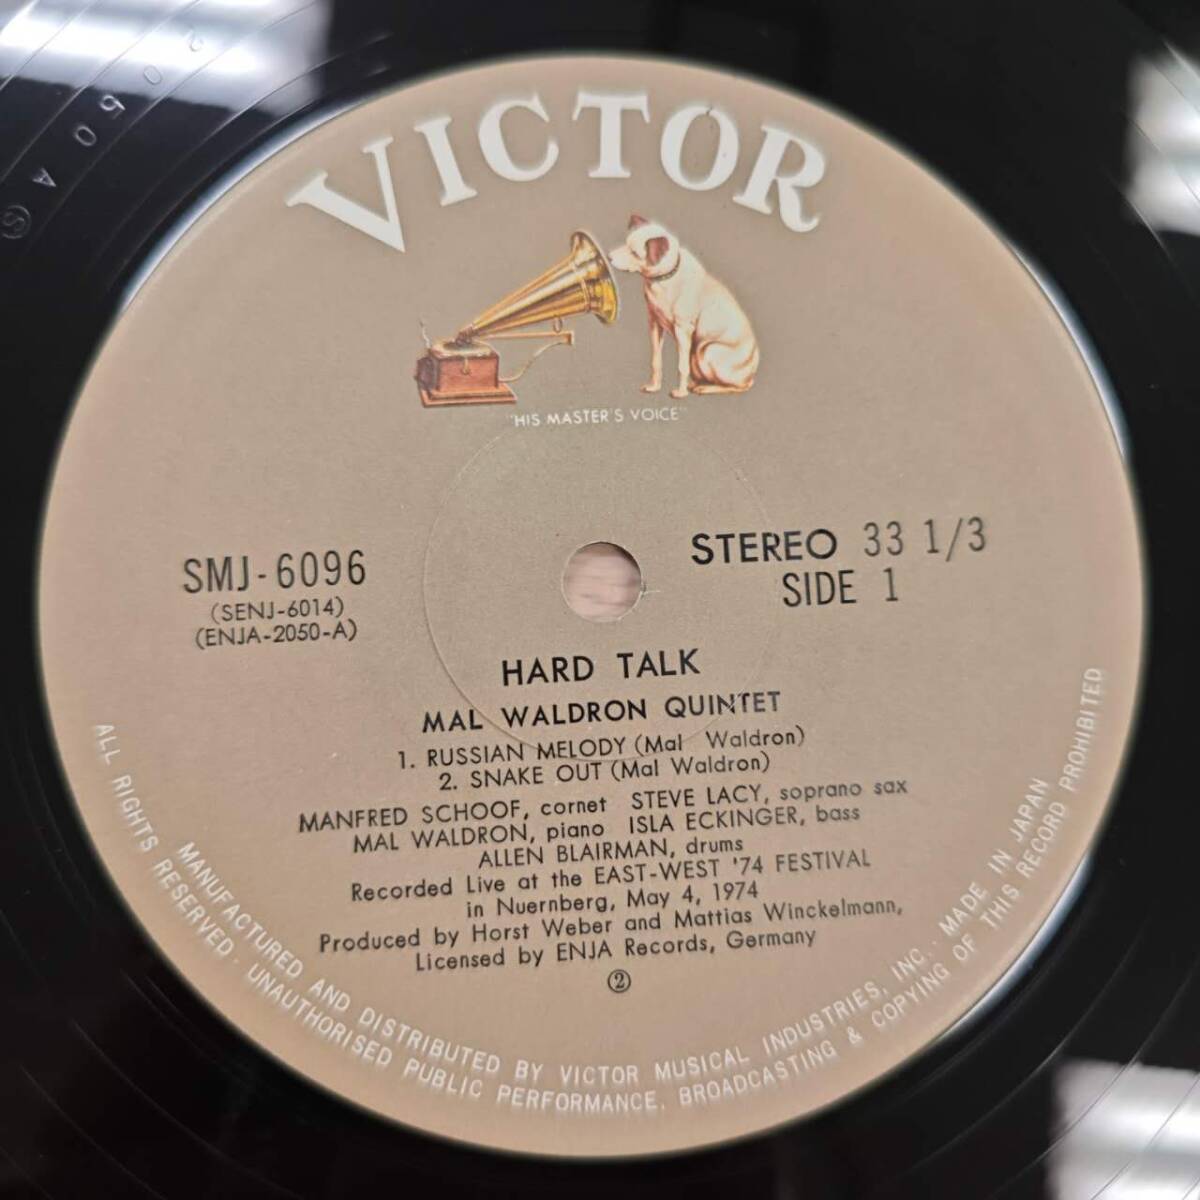 VICTOR
"HIS MASTER'S VOICE"
SMJ-6096
(SENJ-6014)
(ENJA-2050-A)
STEREO 33 1/3
SIDE 1
HARD TALK
MAL WALDRON QUINTET
1. RUSSIAN MELODY (Mal Waldron)
2. SNAKE OUT (Mal Waldron)
MANFRED SCHOOF, cornet STEVE LACY, soprano sax
MAL WALDRON, piano ISLA ECKINGER, bass
ALLEN BLAIRMAN, drums
Recorded Live at the EAST-WEST '74 FESTIVAL
in Nuernberg, May 4, 1974
Produced by Horst Weber and Mattias Winckelmann,
Licensed by ENJA Records, Germany
②
MANUFACTURED AND DISTRIBUTED BY VICTOR MUSICAL INDUSTRIES, INC. · MADE IN JAPAN
ALL RIGHTS RESERVED · UNAUTHORISED PUBLIC PERFORMANCE, BROADCASTING & COPYING OF THIS RECORD PROHIBITED
2050A Ⓢ